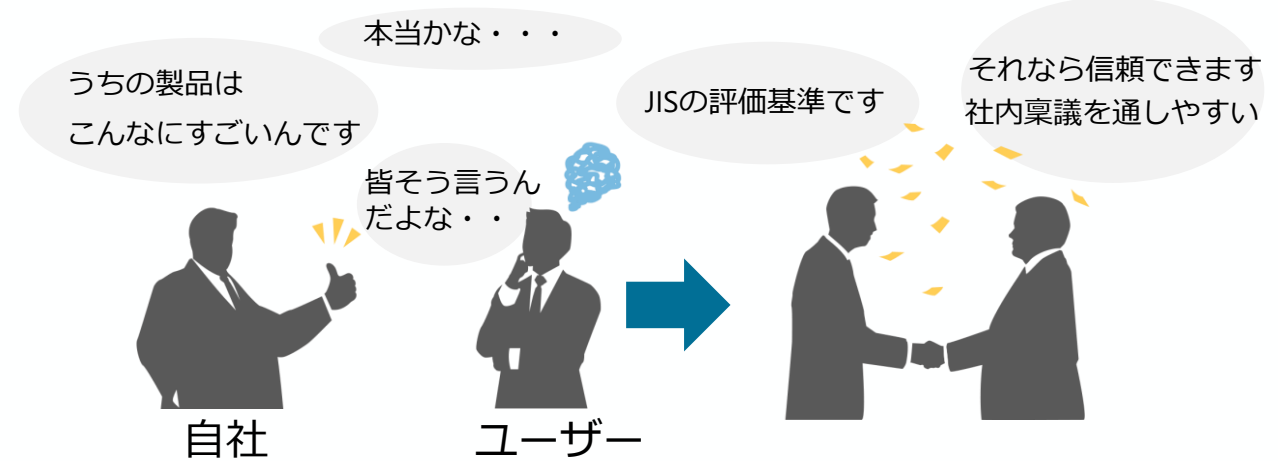 本当かな・・・
うちの製品は
こんなにすごいんです
皆そう言うん
だよな・・
JISの評価基準です
それなら信頼できます
社内稟議を通しやすい
自社
ユーザー